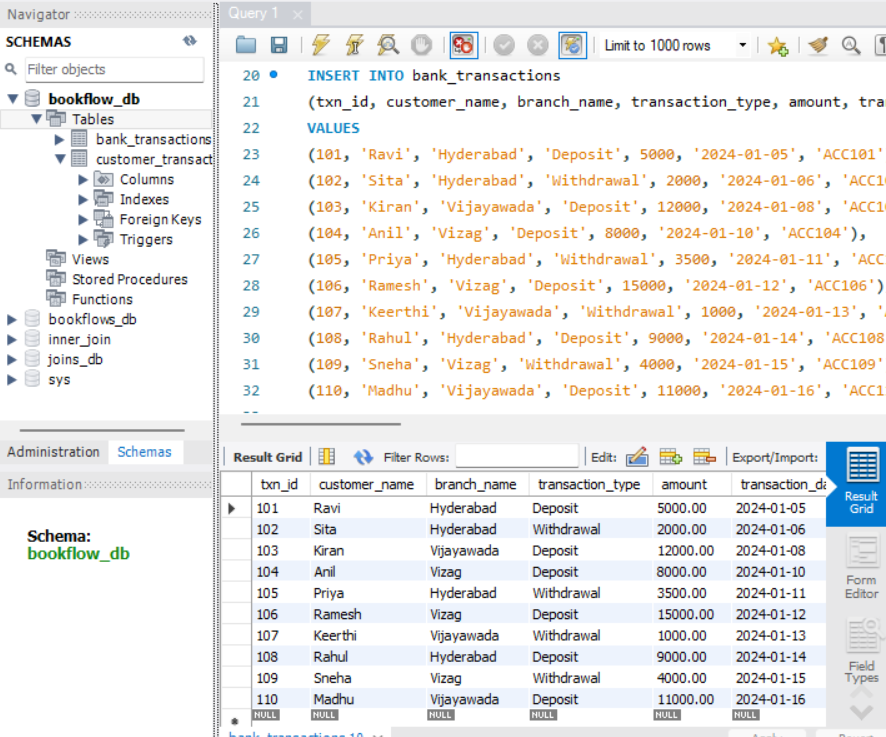 Navigator
SCHEMAS
Filter objects
bookflow_db
Tables
bank_transactions
customer_transact
Columns
Indexes
Foreign Keys
Triggers
Views
Stored Procedures
Functions
bookflows_db
inner_join
joins_db
sys
Administration Schemas
Information
Schema:
bookflow_db
Query 1
Limit to 1000 rows
20 INSERT INTO bank_transactions
21 (txn_id, customer_name, branch_name, transaction_type, amount, tra
22 VALUES
23 (101, 'Ravi', 'Hyderabad', 'Deposit', 5000, '2024-01-05', 'ACC101'
24 (102, 'Sita', 'Hyderabad', 'Withdrawal', 2000, '2024-01-06', 'ACC1
25 (103, 'Kiran', 'Vijayawada', 'Deposit', 12000, '2024-01-08', 'ACC1
26 (104, 'Anil', 'Vizag', 'Deposit', 8000, '2024-01-10', 'ACC104'),
27 (105, 'Priya', 'Hyderabad', 'Withdrawal', 3500, '2024-01-11', 'ACC
28 (106, 'Ramesh', 'Vizag', 'Deposit', 15000, '2024-01-12', 'ACC106')
29 (107, 'Keerthi', 'Vijayawada', 'Withdrawal', 1000, '2024-01-13', '
30 (108, 'Rahul', 'Hyderabad', 'Deposit', 9000, '2024-01-14', 'ACC108
31 (109, 'Sneha', 'Vizag', 'Withdrawal', 4000, '2024-01-15', 'ACC109'
32 (110, 'Madhu', 'Vijayawada', 'Deposit', 11000, '2024-01-16', 'ACC1
Result Grid Filter Rows: Edit: Export/Import:
txn_id customer_name branch_name transaction_type amount transaction_da
101 Ravi Hyderabad Deposit 5000.00 2024-01-05
102 Sita Hyderabad Withdrawal 2000.00 2024-01-06
103 Kiran Vijayawada Deposit 12000.00 2024-01-08
104 Anil Vizag Deposit 8000.00 2024-01-10
105 Priya Hyderabad Withdrawal 3500.00 2024-01-11
106 Ramesh Vizag Deposit 15000.00 2024-01-12
107 Keerthi Vijayawada Withdrawal 1000.00 2024-01-13
108 Rahul Hyderabad Deposit 9000.00 2024-01-14
109 Sneha Vizag Withdrawal 4000.00 2024-01-15
110 Madhu Vijayawada Deposit 11000.00 2024-01-16
NULL NULL NULL NULL NULL NULL
Result
Grid
Form
Editor
Field
Types